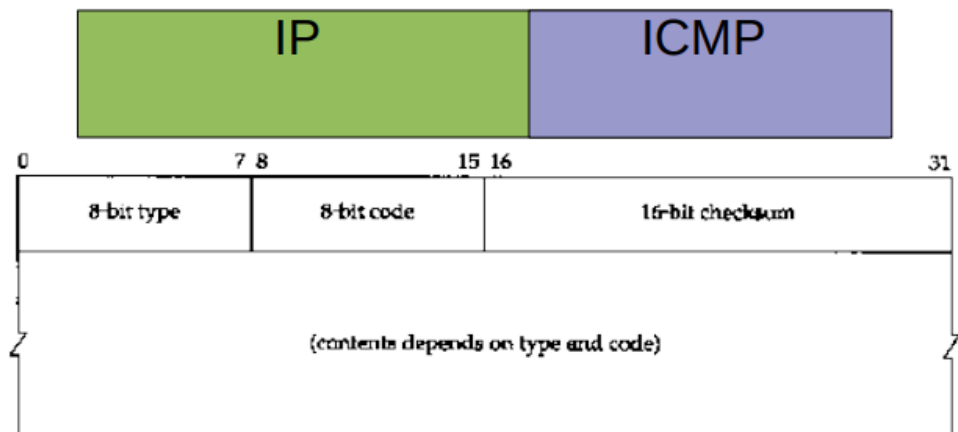 IP ICMP
0 7 8 15 16 31
8-bit type 8-bit code 16-bit checksum
(contents depends on type and code)